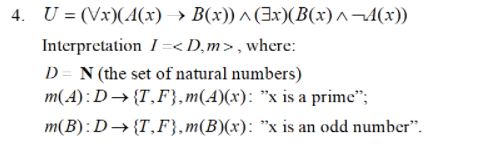 4. U = (∀x)(A(x) → B(x)) ∧ (∃x)(B(x) ∧ ¬A(x))
Interpretation I =< D,m >, where:
D = N (the set of natural numbers)
m(A): D → {T,F}, m(A)(x): "x is a prime";
m(B): D → {T,F}, m(B)(x): "x is an odd number".